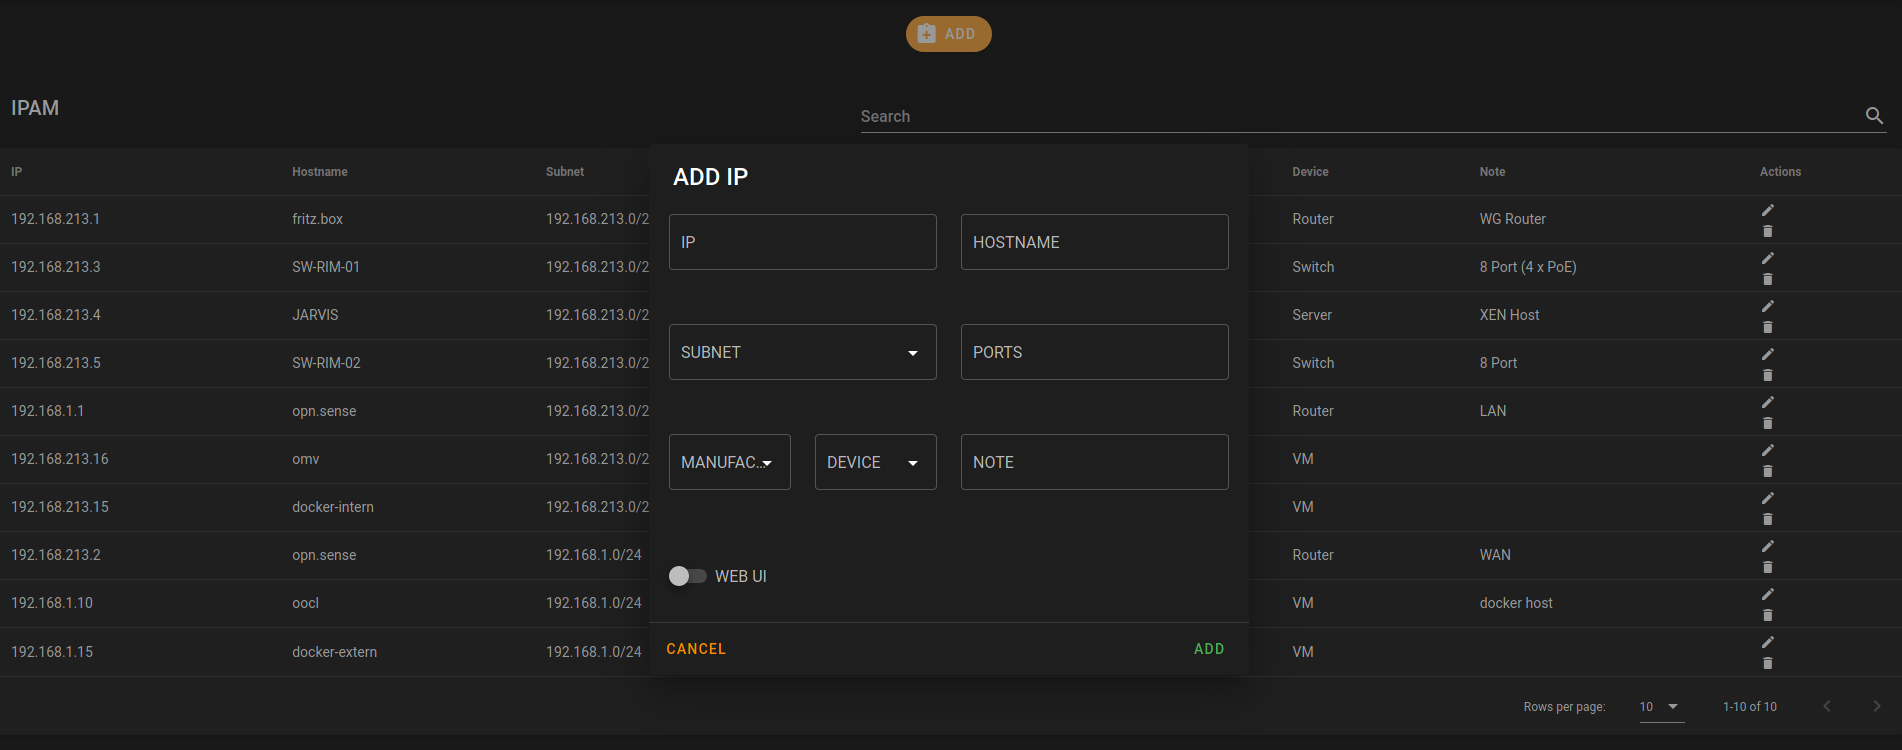 ADD
IPAM
Search
IP Hostname Subnet Device Note Actions
192.168.213.1 fritz.box 192.168.213.0/2 Router WG Router
192.168.213.3 SW-RIM-01 192.168.213.0/2 Switch 8 Port (4 x PoE)
192.168.213.4 JARVIS 192.168.213.0/2 Server XEN Host
192.168.213.5 SW-RIM-02 192.168.213.0/2 Switch 8 Port
192.168.1.1 opn.sense 192.168.213.0/2 Router LAN
192.168.213.16 omv 192.168.213.0/2 VM
192.168.213.15 docker-intern 192.168.213.0/2 VM
192.168.213.2 opn.sense 192.168.1.0/24 Router WAN
192.168.1.10 oocl 192.168.1.0/24 VM docker host
192.168.1.15 docker-extern 192.168.1.0/24 VM
ADD IP
IP HOSTNAME
SUBNET PORTS
MANUFAC... DEVICE NOTE
WEB UI
CANCEL ADD
Rows per page: 10 1-10 of 10